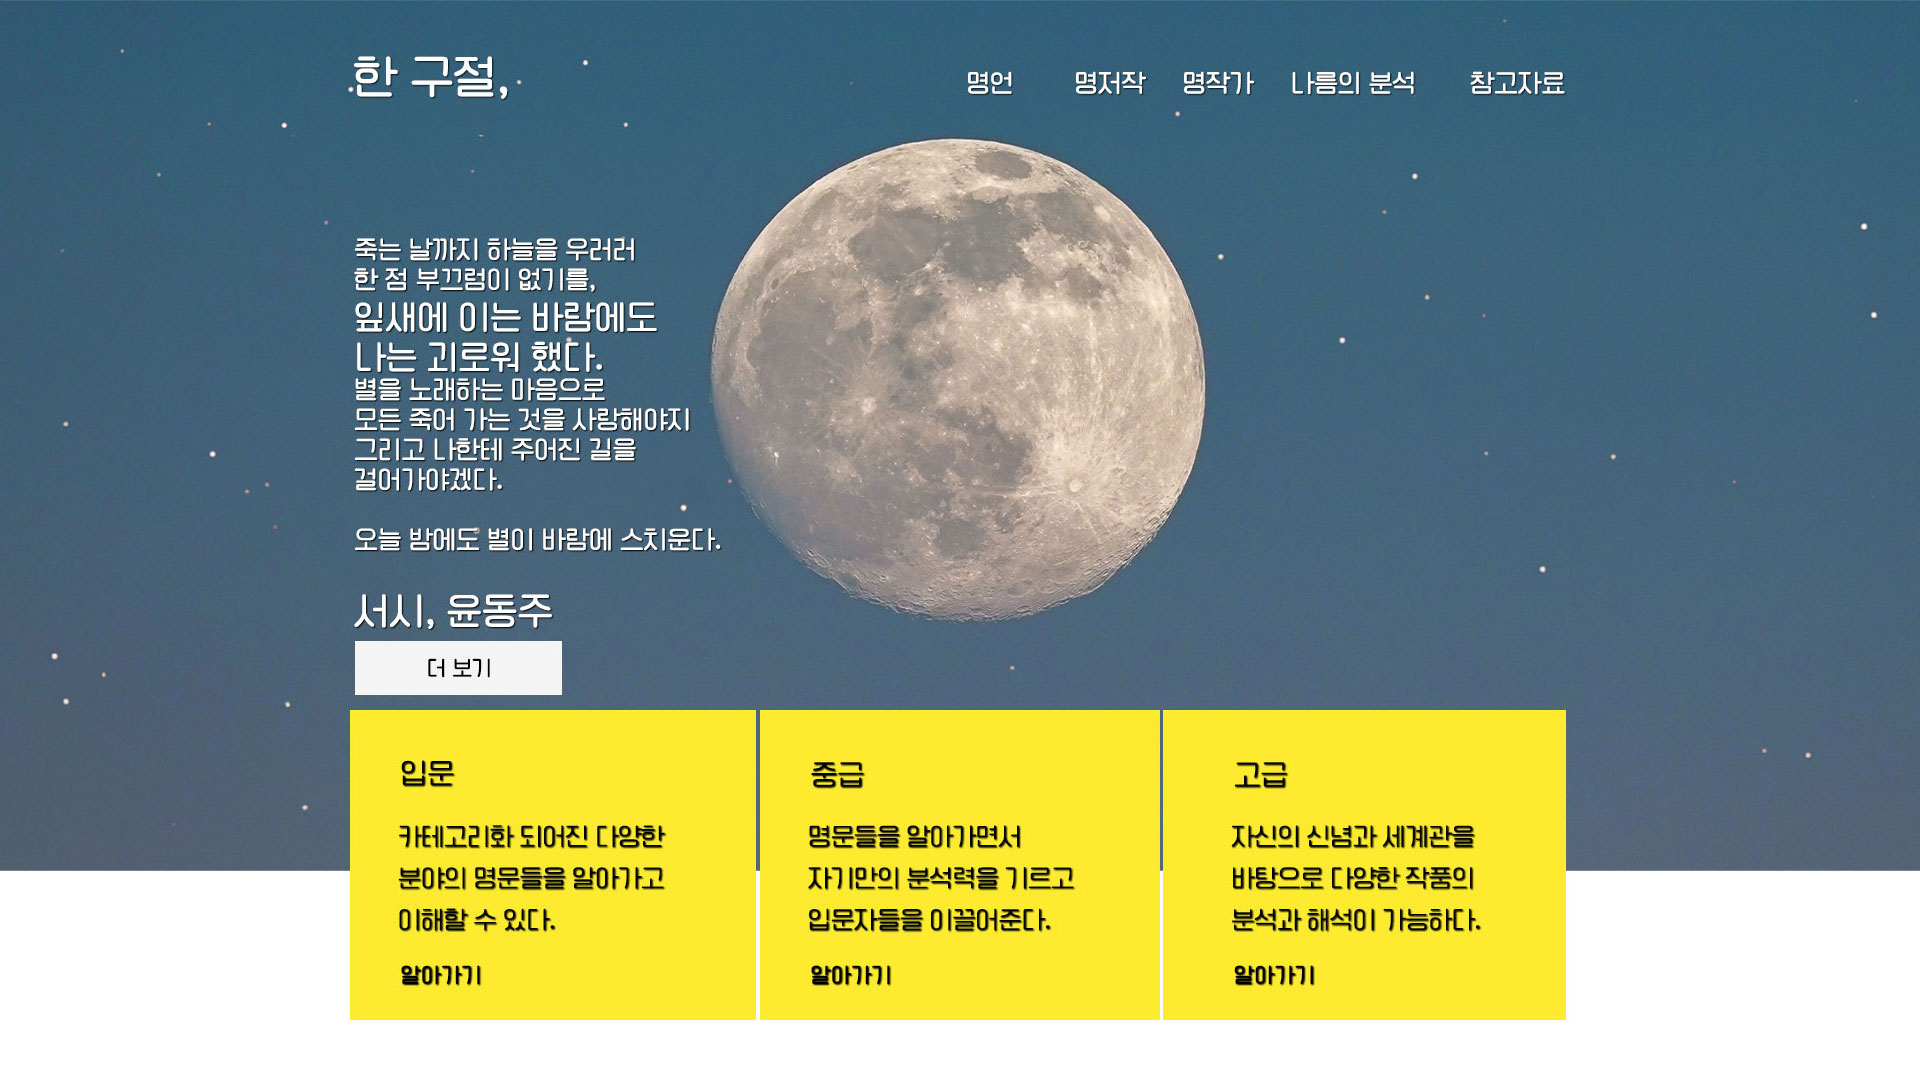 한 구절,
명언 명저작 명작가 나름의 분석 참고자료
죽는 날까지 하늘을 우러러
한 점 부끄럼이 없기를,
잎새에 이는 바람에도
나는 괴로워 했다.
별을 노래하는 마음으로
모든 죽어 가는 것을 사랑해야지
그리고 나한테 주어진 길을
걸어가야겠다.
오늘 밤에도 별이 바람에 스치운다.
서시, 윤동주
더 보기
입문
카테고리화 되어진 다양한
분야의 명문들을 알아가고
이해할 수 있다.
알아가기
중급
명문들을 알아가면서
자기만의 분석력을 기르고
입문자들을 이끌어준다.
알아가기
고급
자신의 신념과 세계관을
바탕으로 다양한 작품의
분석과 해석이 가능하다.
알아가기